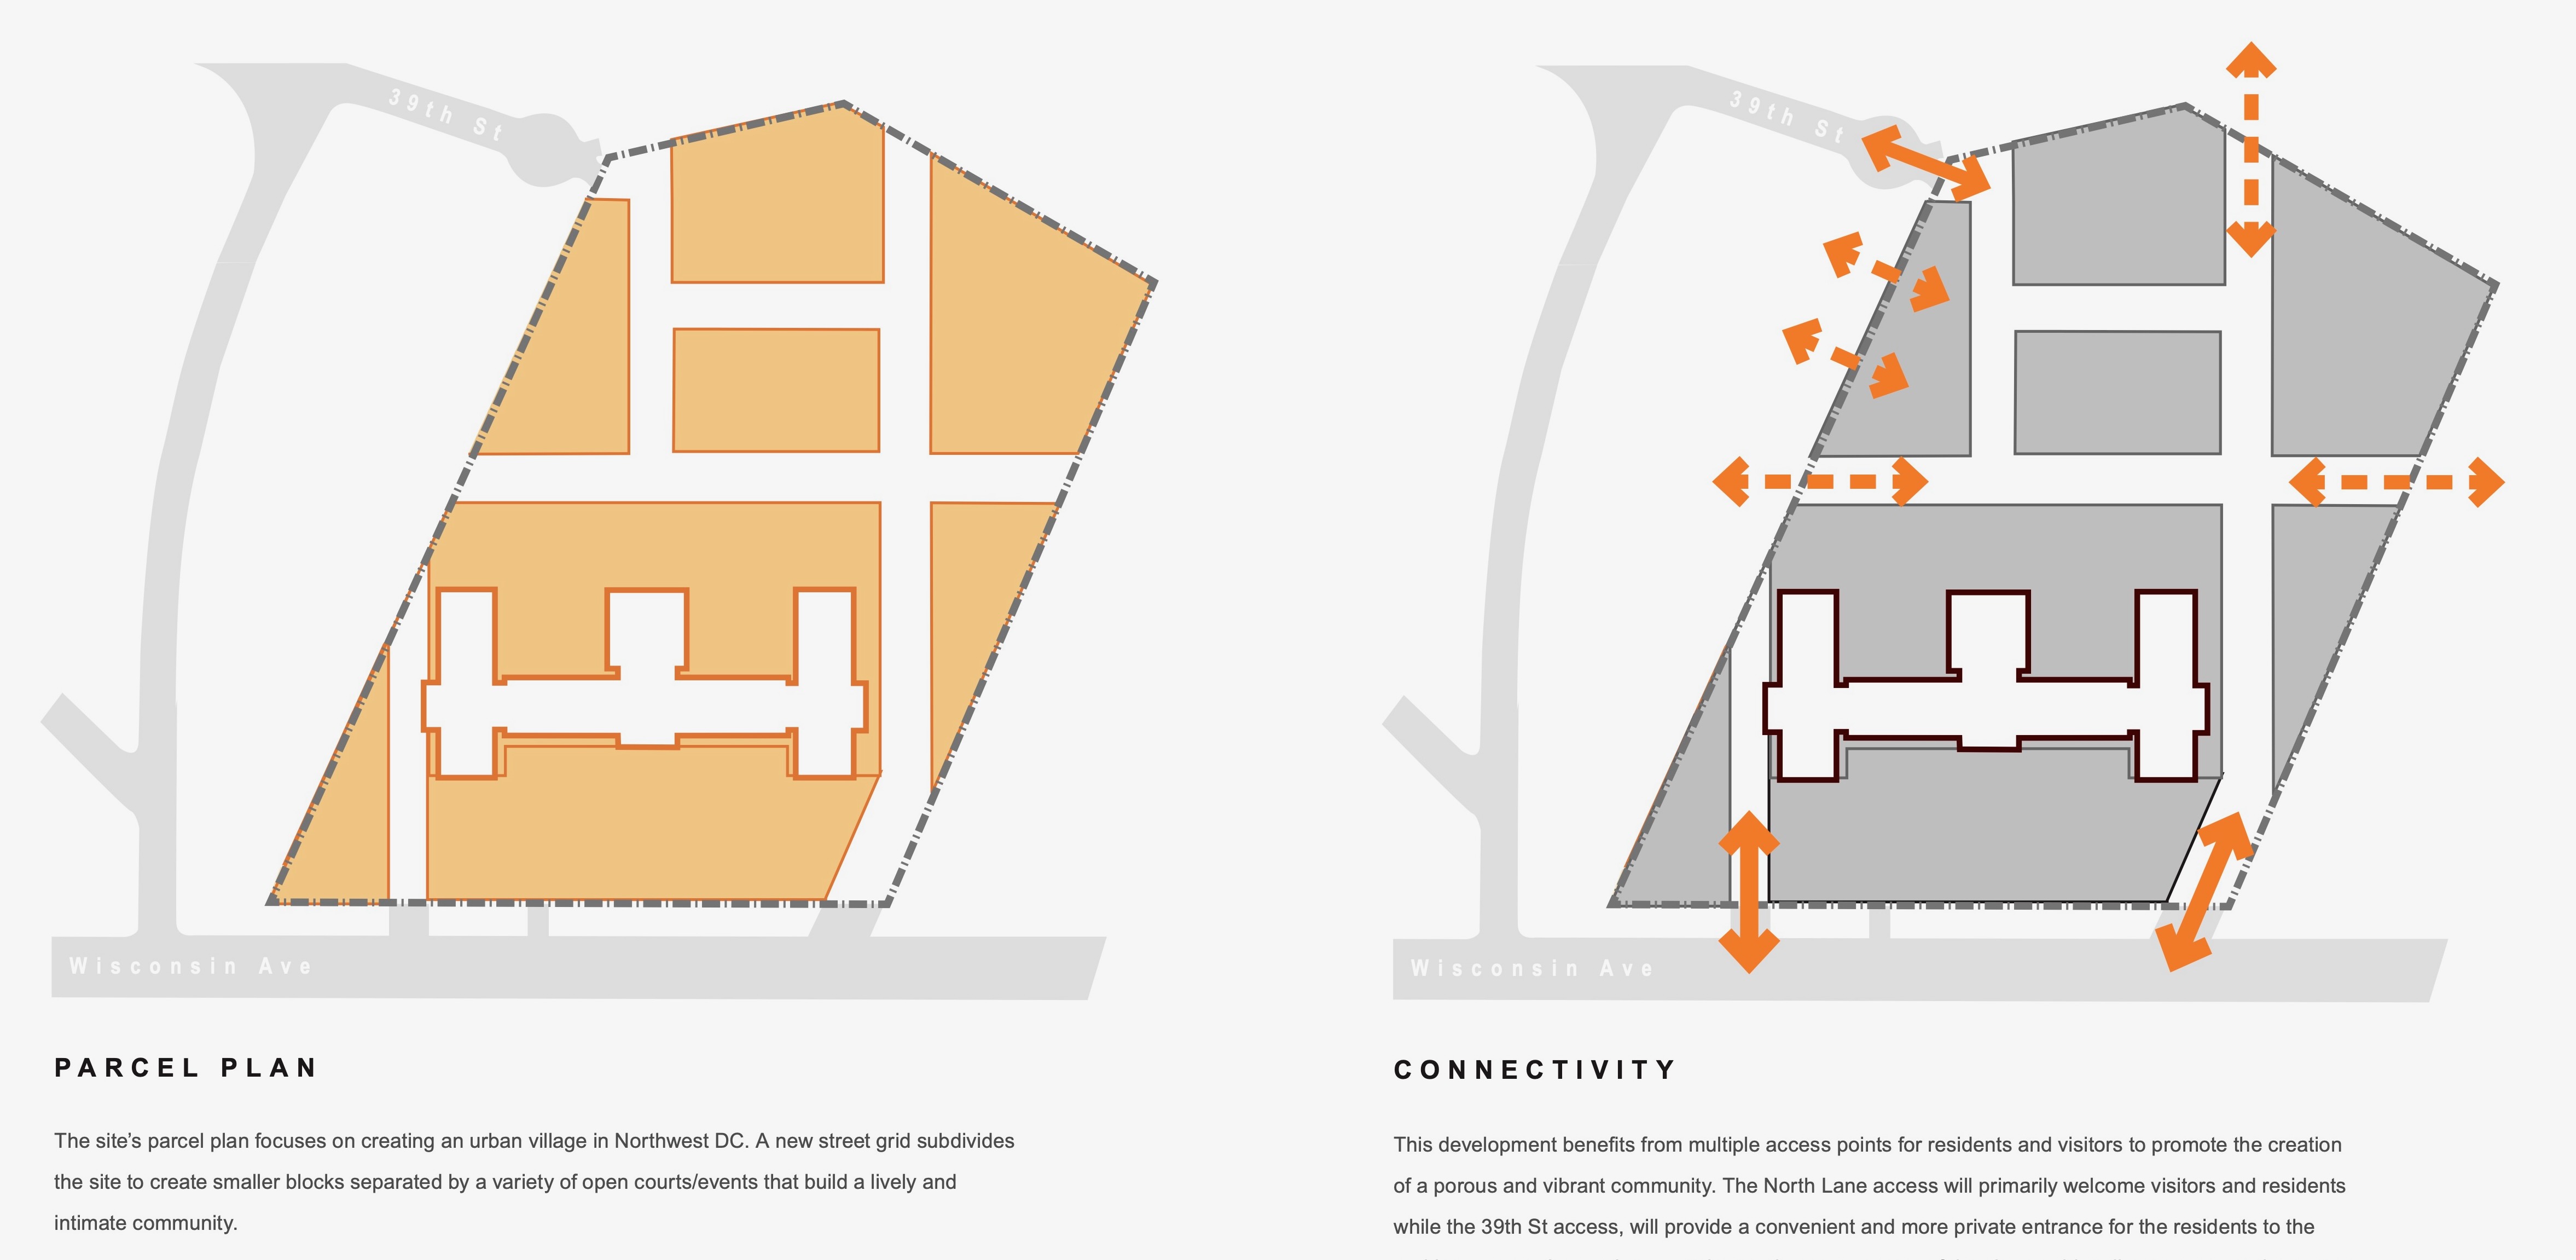 39th St
Wisconsin Ave
PARCEL PLAN
The site’s parcel plan focuses on creating an urban village in Northwest DC. A new street grid subdivides
the site to create smaller blocks separated by a variety of open courts/events that build a lively and
intimate community.
39th St
Wisconsin Ave
CONNECTIVITY
This development benefits from multiple access points for residents and visitors to promote the creation
of a porous and vibrant community. The North Lane access will primarily welcome visitors and residents
while the 39th St access, will provide a convenient and more private entrance for the residents to the